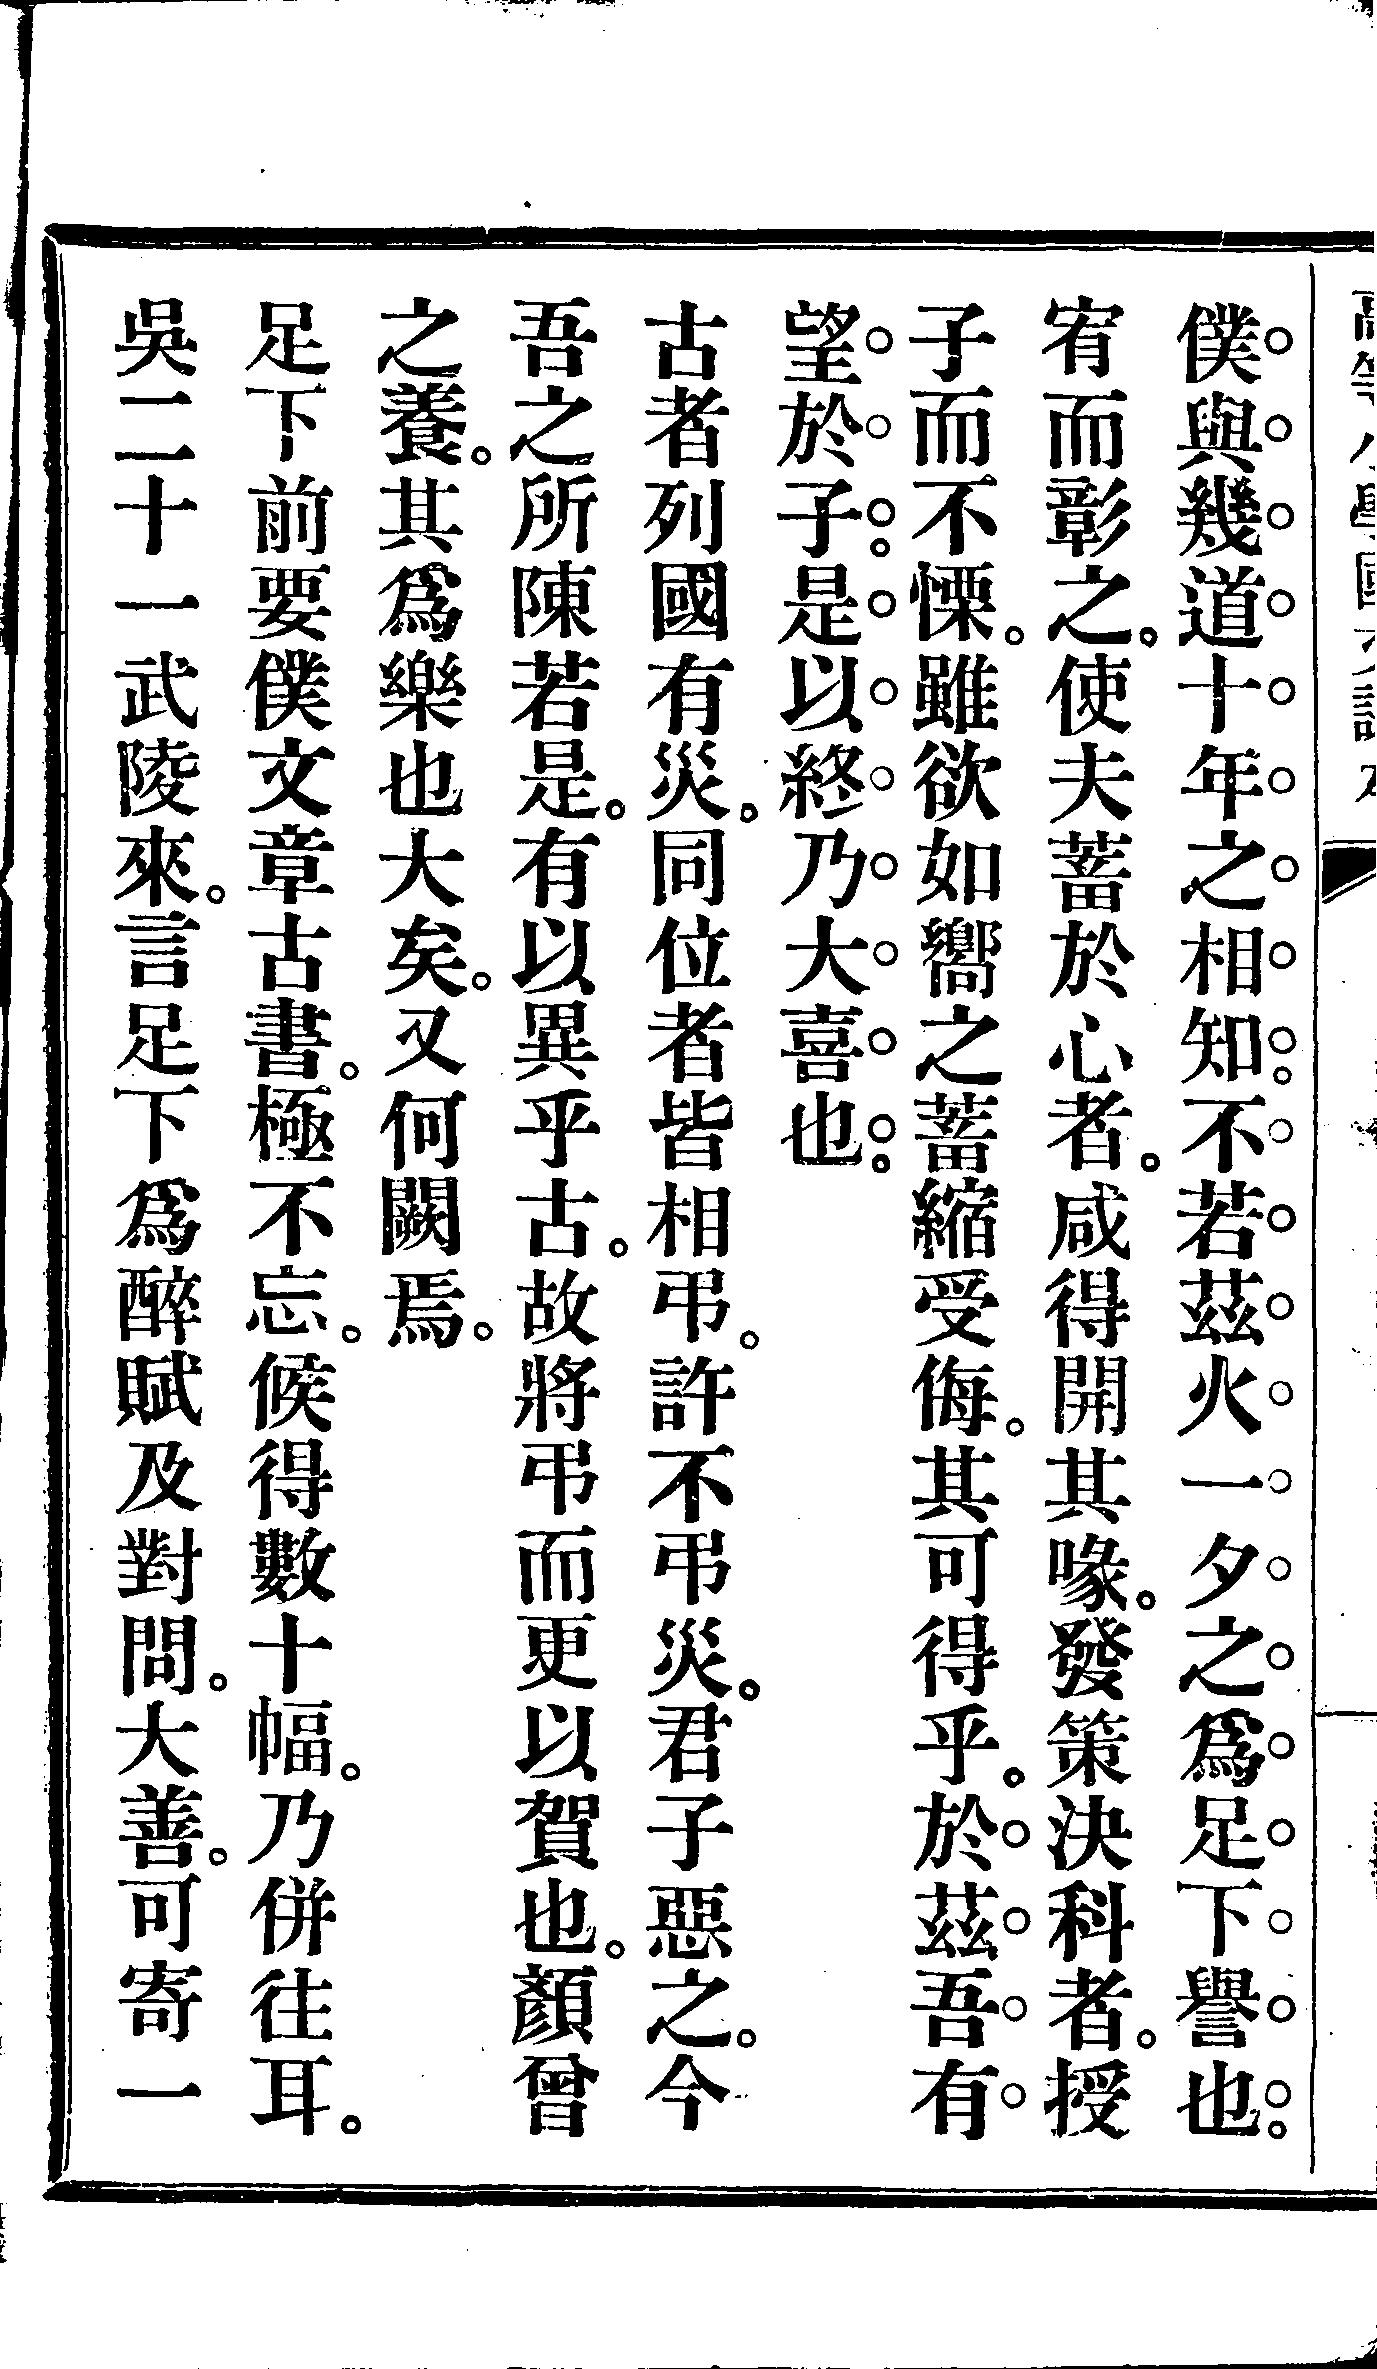 僕與幾道十年之相知。不若茲火一夕之爲足下譽也。
宥而彰之。使夫蓄於心者。咸得開其喙。發策決科者。授
子而不慄。雖欲如嚮之蓄縮受侮。其可得乎。於茲吾有
望於子。是以終乃大喜也。
古者列國有災。同位者皆相弔。許不弔災。君子惡之。今
吾之所陳若是。有以異乎古。故將弔而更以賀也。顏曾
之養。其爲樂也大矣。又何闕焉。
足下前要僕文章古書。極不忘。候得數十幅。乃併往耳。
吳二十一武陵來。言足下爲醉賦及對問。大善。可寄一